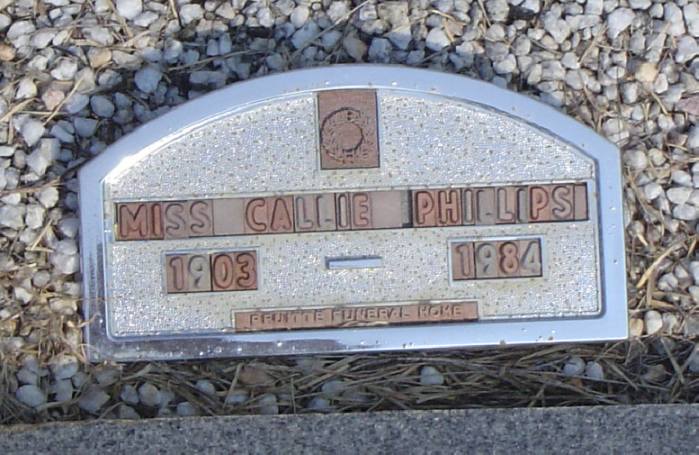 MISS CALLIE PHILLIPS
1903 – 1984
FUNERAL HOME